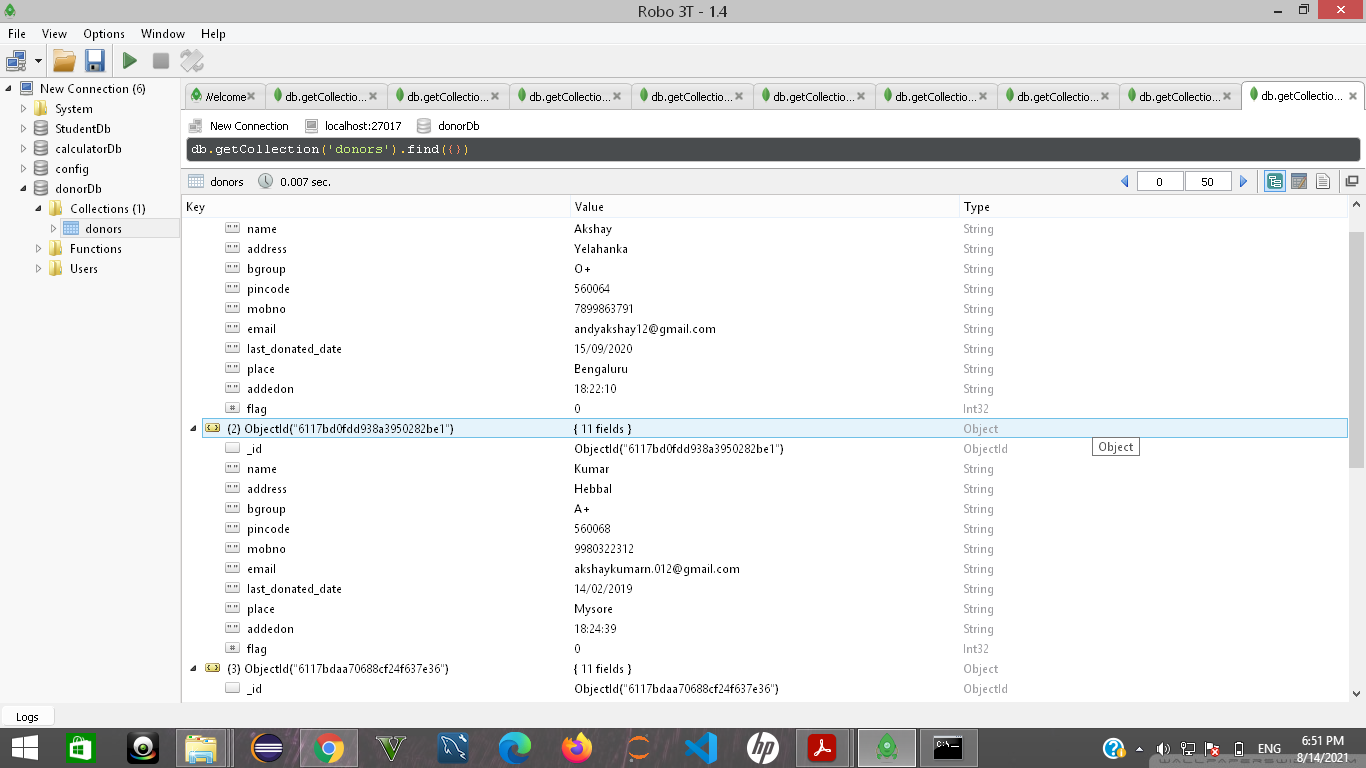 Robo 3T - 1.4
File View Options Window Help
New Connection (6)
System
StudentDb
calculatorDb
config
donorDb
Collections (1)
donors
Functions
Users
Welcome db.getCollectio... db.getCollectio... db.getCollectio... db.getCollectio... db.getCollectio... db.getCollectio... db.getCollectio... db.getCollectio... db.getCollectio...
New Connection localhost:27017 donorDb
db.getCollection('donors').find({})
donors 0.007 sec. 0 50
Key Value Type
name Akshay String
address Yelahanka String
bgroup O+ String
pincode 560064 String
mobno 7899863791 String
email andyakshay12@gmail.com String
last_donated_date 15/09/2020 String
place Bengaluru String
addedon 18:22:10 String
flag 0 Int32
(2) ObjectId("6117bd0fdd938a3950282be1") { 11 fields } Object
_id ObjectId("6117bd0fdd938a3950282be1") ObjectId
Object
name Kumar String
address Hebbal String
bgroup A+ String
pincode 560068 String
mobno 9980322312 String
email akshaykumarn.012@gmail.com String
last_donated_date 14/02/2019 String
place Mysore String
addedon 18:24:39 String
flag 0 Int32
(3) ObjectId("6117bdaa70688cf24f637e36") { 11 fields } Object
_id ObjectId("6117bdaa70688cf24f637e36") ObjectId
Logs
ENG
6:51 PM
8/14/2021